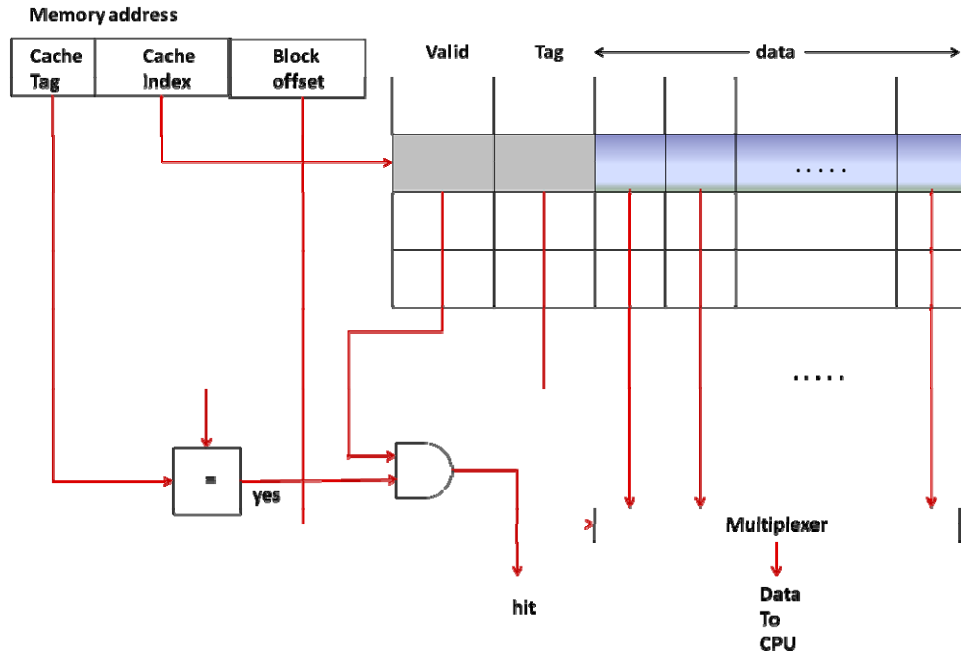 Memory address
Cache
Tag
Cache
Index
Block
offset
Valid
Tag
data
.....
.....
=
yes
hit
Multiplexer
Data
To
CPU